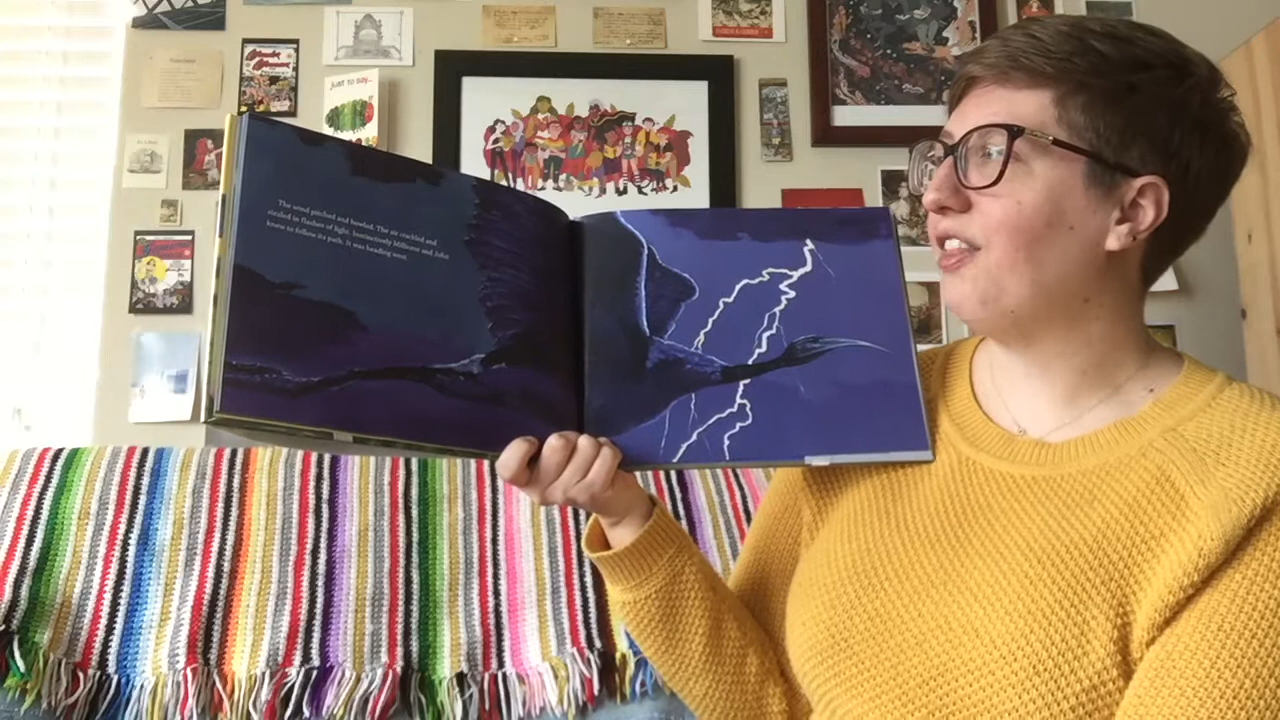 JUST TO SAY...
The wind pitched and howled. The air crackled and
sizzled in flashes of light. Instinctively Millicent and John
knew to follow its path. It was heading west.